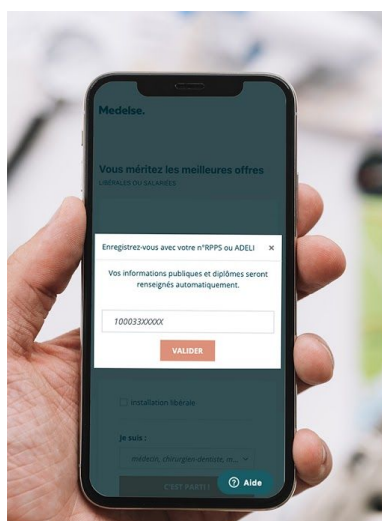 Medelse.
Vous méritez les meilleures offres
LIBÉRALES OU SALARIÉES
Enregistrez-vous avec votre n°RPPS ou ADELI ×
Vos informations publiques et diplômes seront
renseignés automatiquement.
100033XXXXX
VALIDER
installation libérale
Je suis :
médecin, chirurgien-dentiste, m...
C'EST PARTI !
? Aide